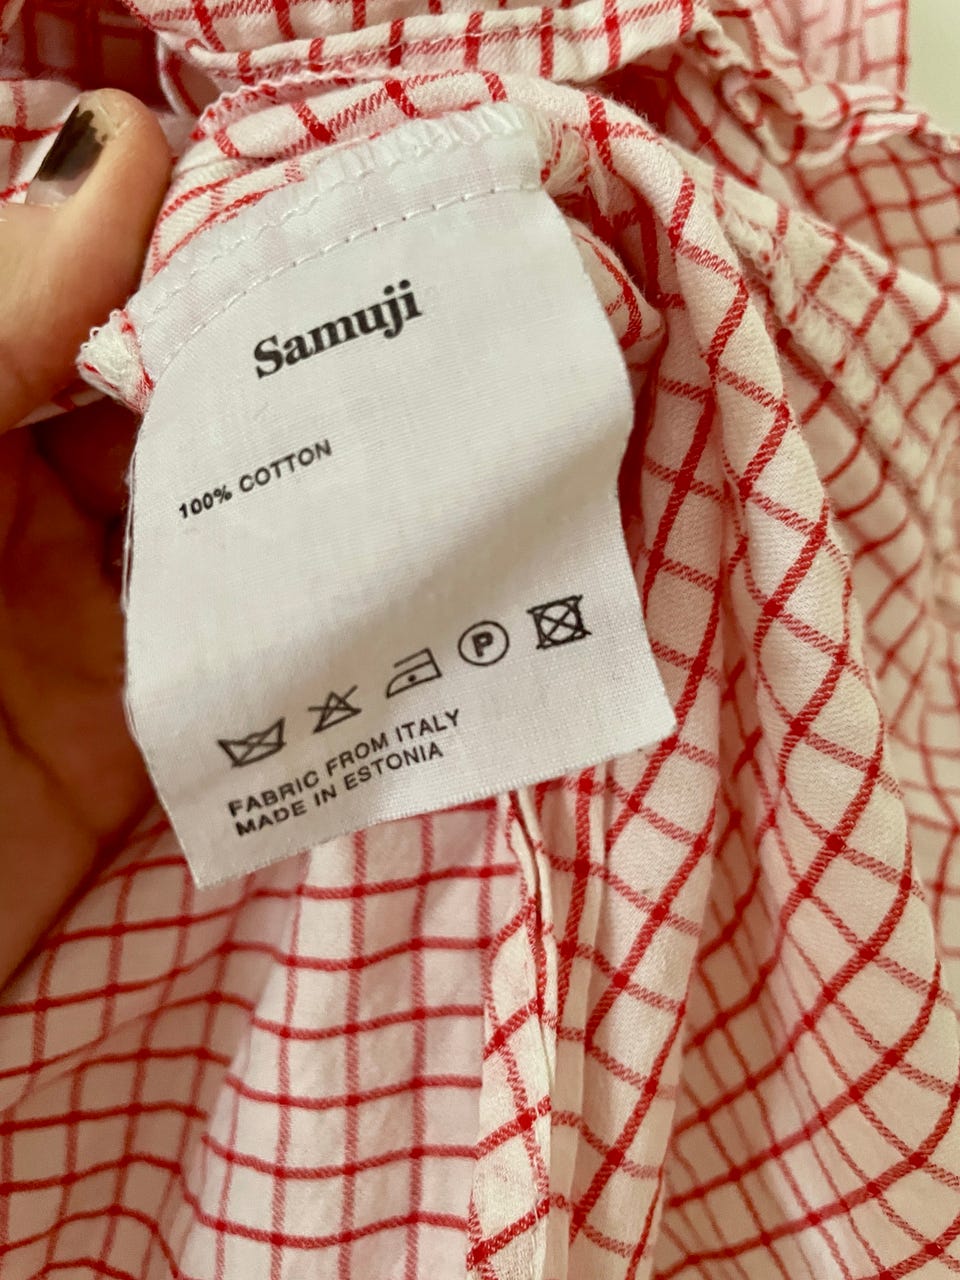 Samuji
100% COTTON
P
FABRIC FROM ITALY
MADE IN ESTONIA